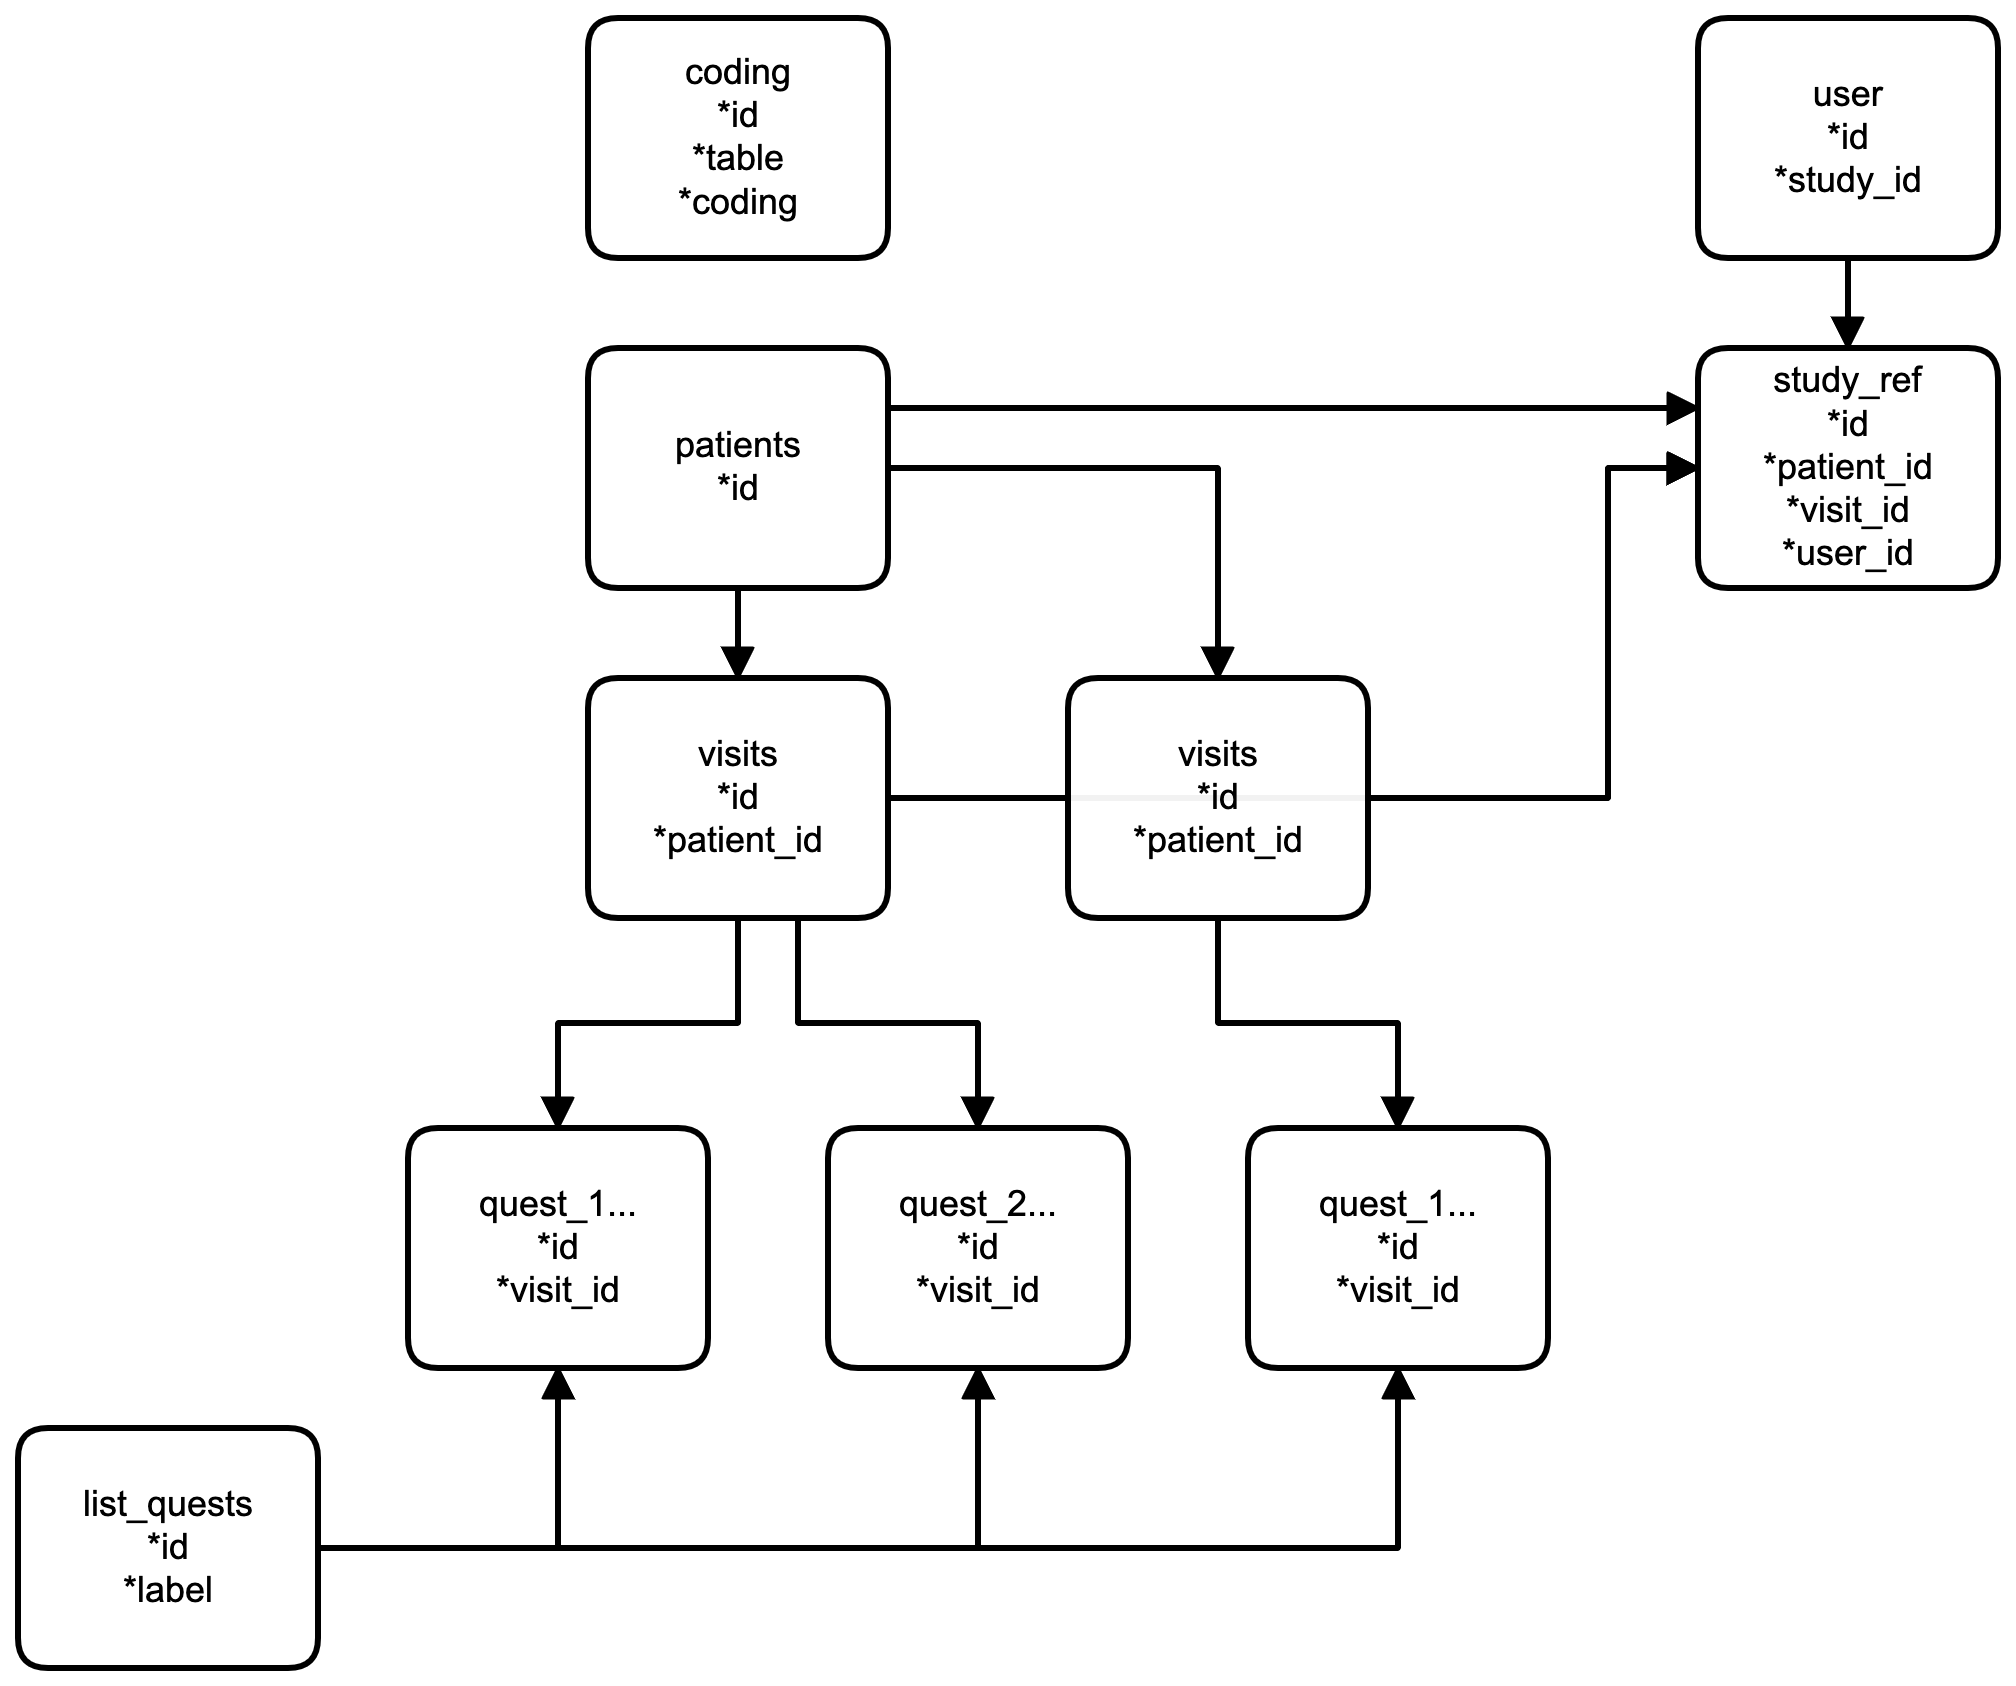 coding
*id
*table
*coding
user
*id
*study_id
patients
*id
study_ref
*id
*patient_id
*visit_id
*user_id
visits
*id
*patient_id
visits
*id
*patient_id
quest_1...
*id
*visit_id
quest_2...
*id
*visit_id
quest_1...
*id
*visit_id
list_quests
*id
*label